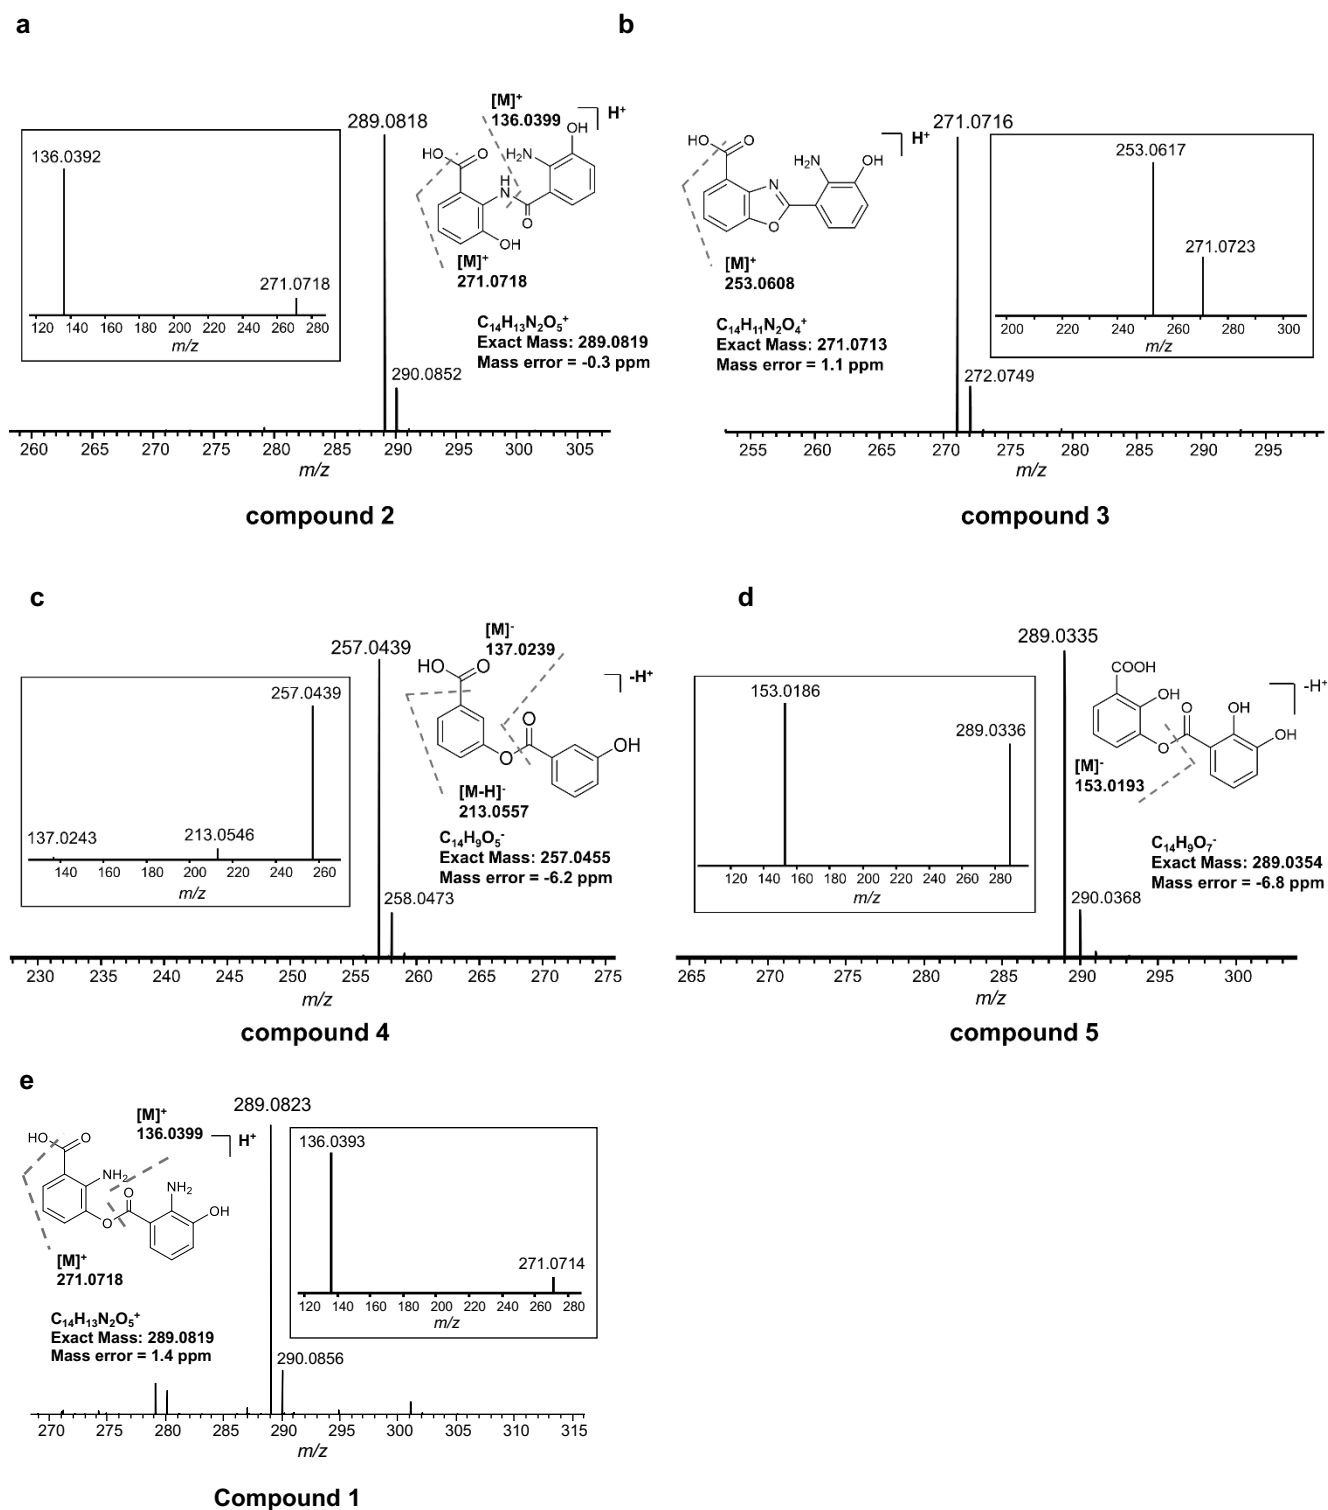 a
136.0392
271.0718
120 140 160 180 200 220 240 260 280
m/z
289.0818
290.0852
[M]⁺
136.0399
H⁺
HO
O
H₂N
OH
H
N
O
OH
[M]⁺
271.0718
C₁₄H₁₃N₂O₅⁺
Exact Mass: 289.0819
Mass error = -0.3 ppm
260 265 270 275 280 285 290 295 300 305
m/z
compound 2
b
271.0716
272.0749
HO
O
H₂N
OH
N
O
H⁺
[M]⁺
253.0608
C₁₄H₁₁N₂O₄⁺
Exact Mass: 271.0713
Mass error = 1.1 ppm
253.0617
271.0723
200 220 240 260 280 300
m/z
255 260 265 270 275 280 285 290 295
m/z
compound 3
c
257.0439
137.0243
213.0546
140 160 180 200 220 240 260
m/z
257.0439
258.0473
[M]⁻
137.0239
-H⁺
HO
O
O
O
OH
[M-H]⁻
213.0557
C₁₄H₉O₅⁻
Exact Mass: 257.0455
Mass error = -6.2 ppm
230 235 240 245 250 255 260 265 270 275
m/z
compound 4
d
153.0186
289.0336
120 140 160 180 200 220 240 260 280
m/z
289.0335
290.0368
COOH
OH
O
OH
O
OH
-H⁺
[M]⁻
153.0193
C₁₄H₉O₇⁻
Exact Mass: 289.0354
Mass error = -6.8 ppm
265 270 275 280 285 290 295 300
m/z
compound 5
e
289.0823
290.0856
[M]⁺
136.0399
H⁺
HO
O
NH₂
O
O
NH₂
OH
[M]⁺
271.0718
C₁₄H₁₃N₂O₅⁺
Exact Mass: 289.0819
Mass error = 1.4 ppm
136.0393
271.0714
120 140 160 180 200 220 240 260 280
m/z
270 275 280 285 290 295 300 305 310 315
m/z
Compound 1